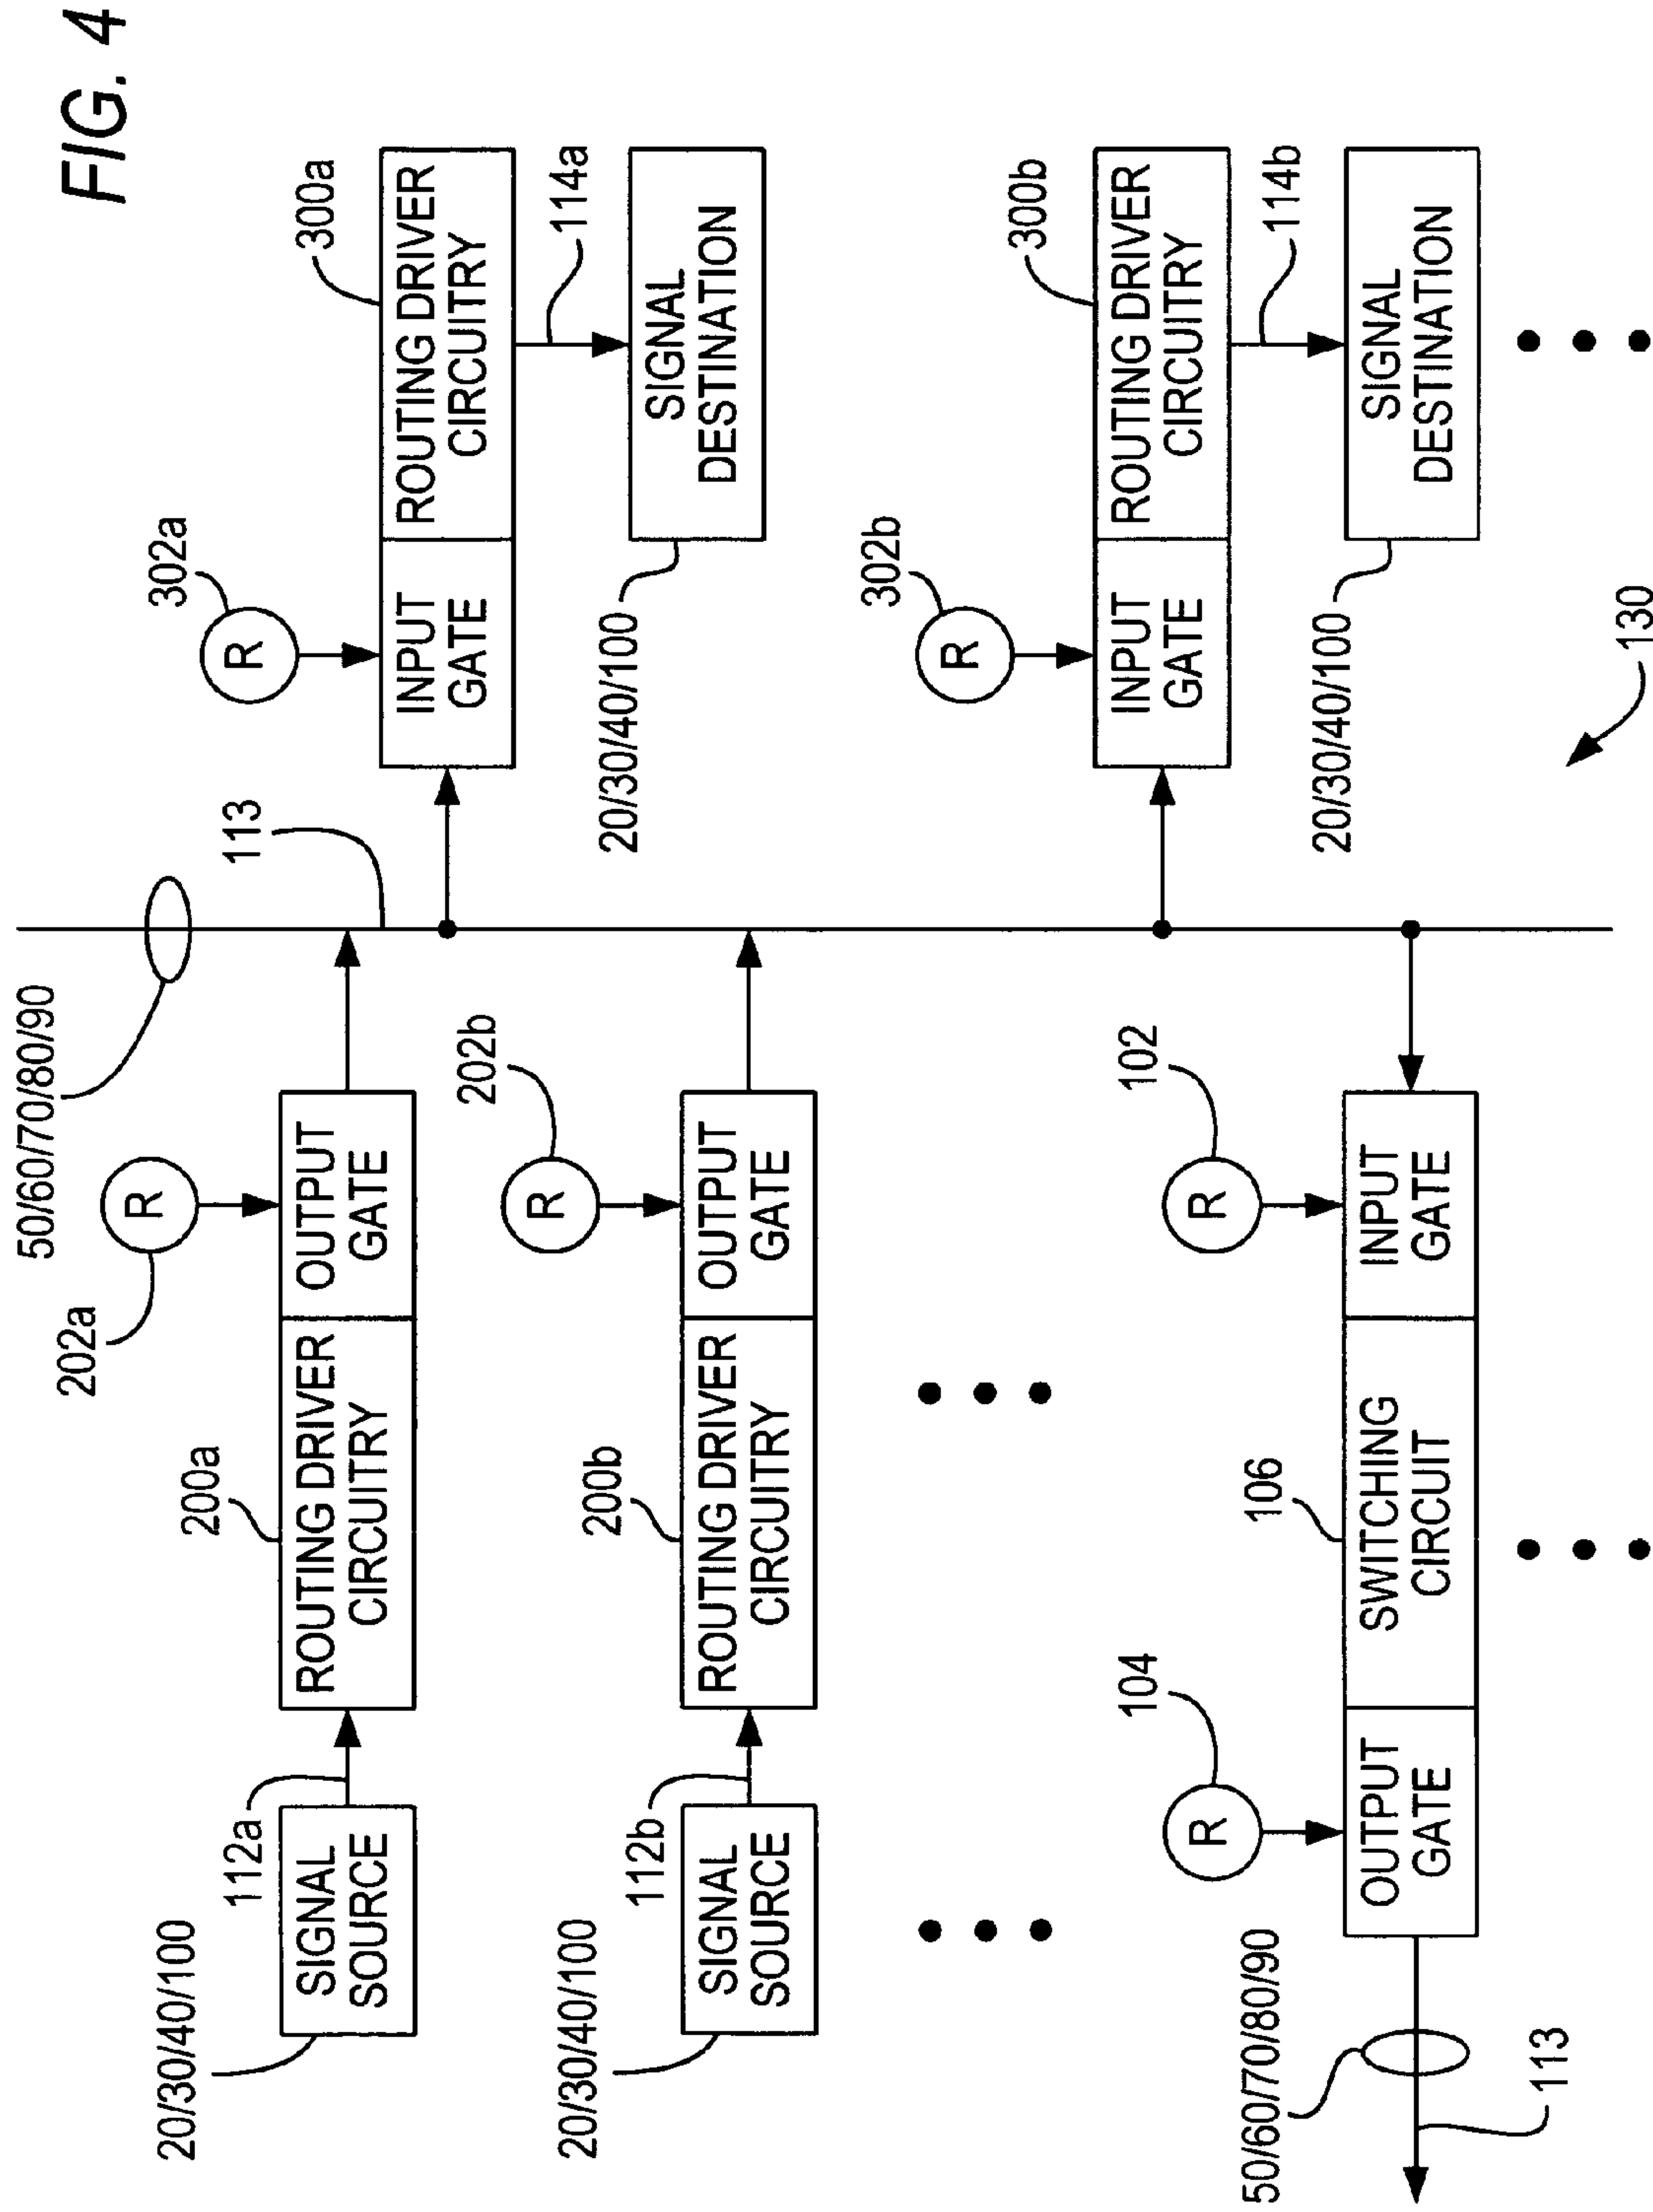 FIG. 4
50/60/70/80/90
113
202a
R
302a
R
200a
300a
20/30/40/100
112a
SIGNAL
SOURCE
ROUTING DRIVER
CIRCUITRY
OUTPUT
GATE
INPUT
GATE
ROUTING DRIVER
CIRCUITRY
114a
202b
R
200b
20/30/40/100
112b
SIGNAL
SOURCE
ROUTING DRIVER
CIRCUITRY
OUTPUT
GATE
20/30/40/100
SIGNAL
DESTINATION
302b
R
300b
INPUT
GATE
ROUTING DRIVER
CIRCUITRY
114b
104
R
102
R
106
50/60/70/80/90
113
OUTPUT
GATE
SWITCHING
CIRCUIT
INPUT
GATE
20/30/40/100
SIGNAL
DESTINATION
130